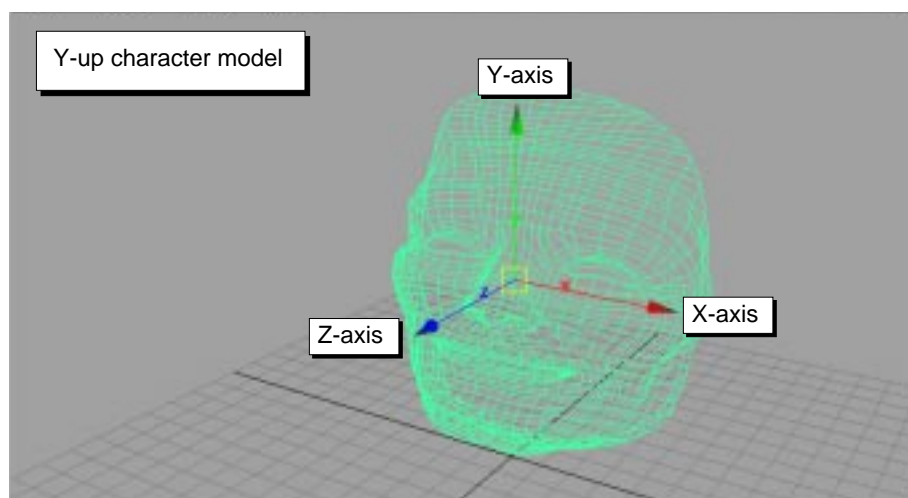 Y-up character model
Y-axis
X-axis
Z-axis
z
x